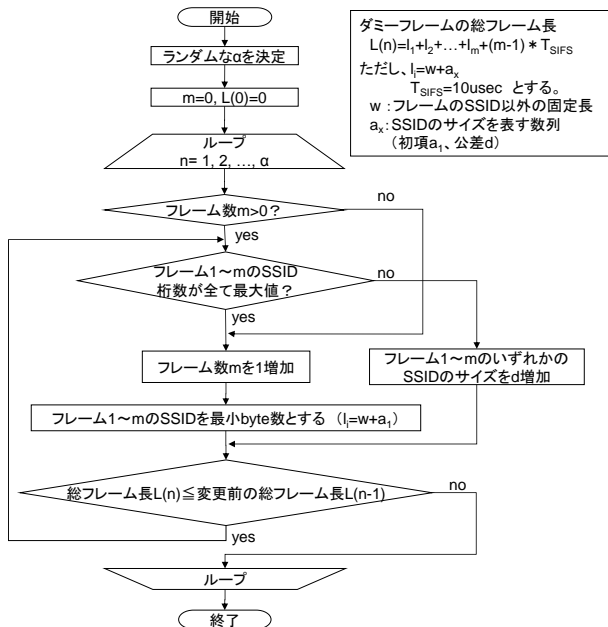 開始
ランダムなαを決定
m=0, L(0)=0
ループ
n= 1, 2, …, α
フレーム数m>0？
no
yes
フレーム1～mのSSID
桁数が全て最大値？
no
yes
フレーム数mを1増加
フレーム1～mのいずれかの
SSIDのサイズをd増加
フレーム1～mのSSIDを最小byte数とする （li=w+a1）
総フレーム長L(n)≦変更前の総フレーム長L(n-1)
no
yes
ループ
終了
ダミーフレームの総フレーム長
L(n)=l1+l2+…+lm+(m-1)＊TSIFS
ただし、li=w+ax
TSIFS=10usec とする。
w ：フレームのSSID以外の固定長
ax：SSIDのサイズを表す数列
（初項a1、公差d）